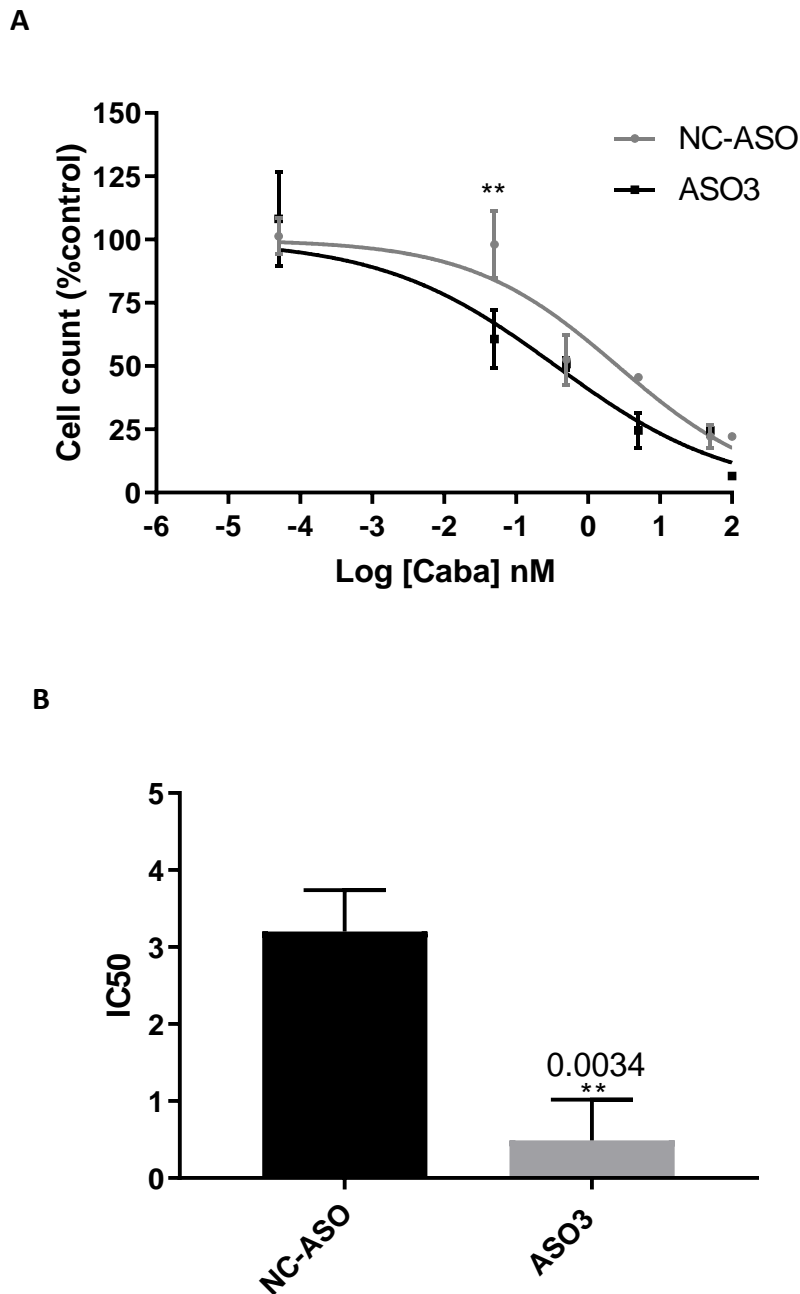 A
150
125
100
75
50
25
0
-6 -5 -4 -3 -2 -1 0 1 2
Cell count (%control)
Log [Caba] nM
**
NC-ASO
ASO3
B
5
4
3
2
1
0
IC50
0.0034
**
NC-ASO
ASO3